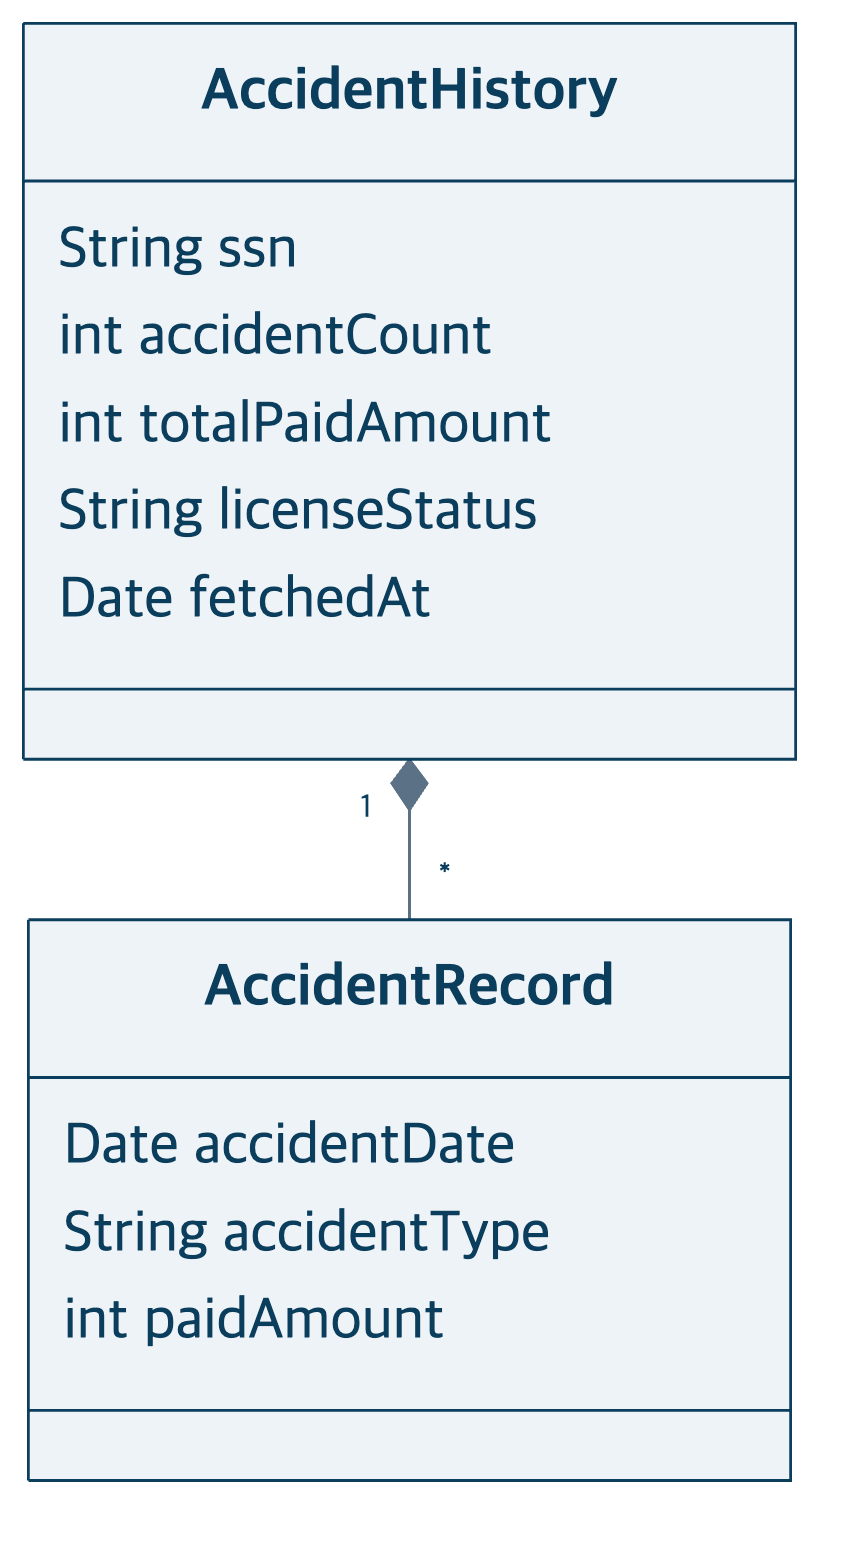 AccidentHistory
String ssn
int accidentCount
int totalPaidAmount
String licenseStatus
Date fetchedAt
1
*
AccidentRecord
Date accidentDate
String accidentType
int paidAmount